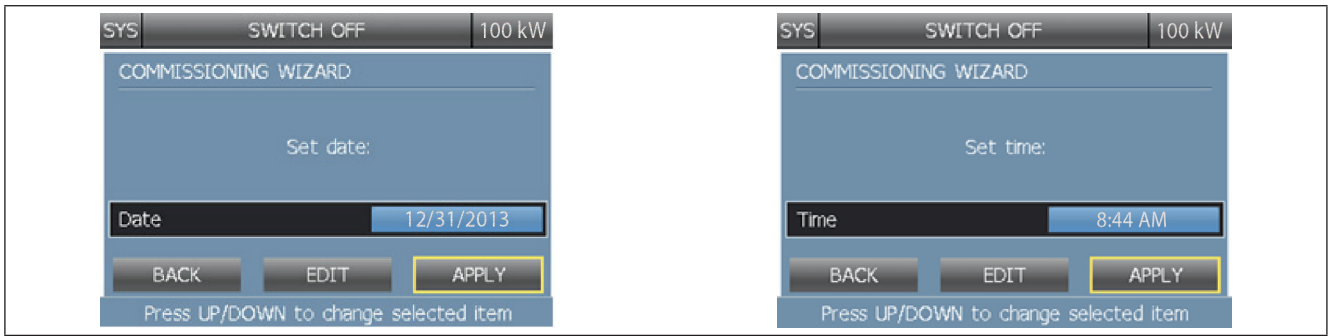 SYS SWITCH OFF 100 kW
COMMISSIONING WIZARD
Set date:
Date 12/31/2013
BACK EDIT APPLY
Press UP/DOWN to change selected item
SYS SWITCH OFF 100 kW
COMMISSIONING WIZARD
Set time:
Time 8:44 AM
BACK EDIT APPLY
Press UP/DOWN to change selected item